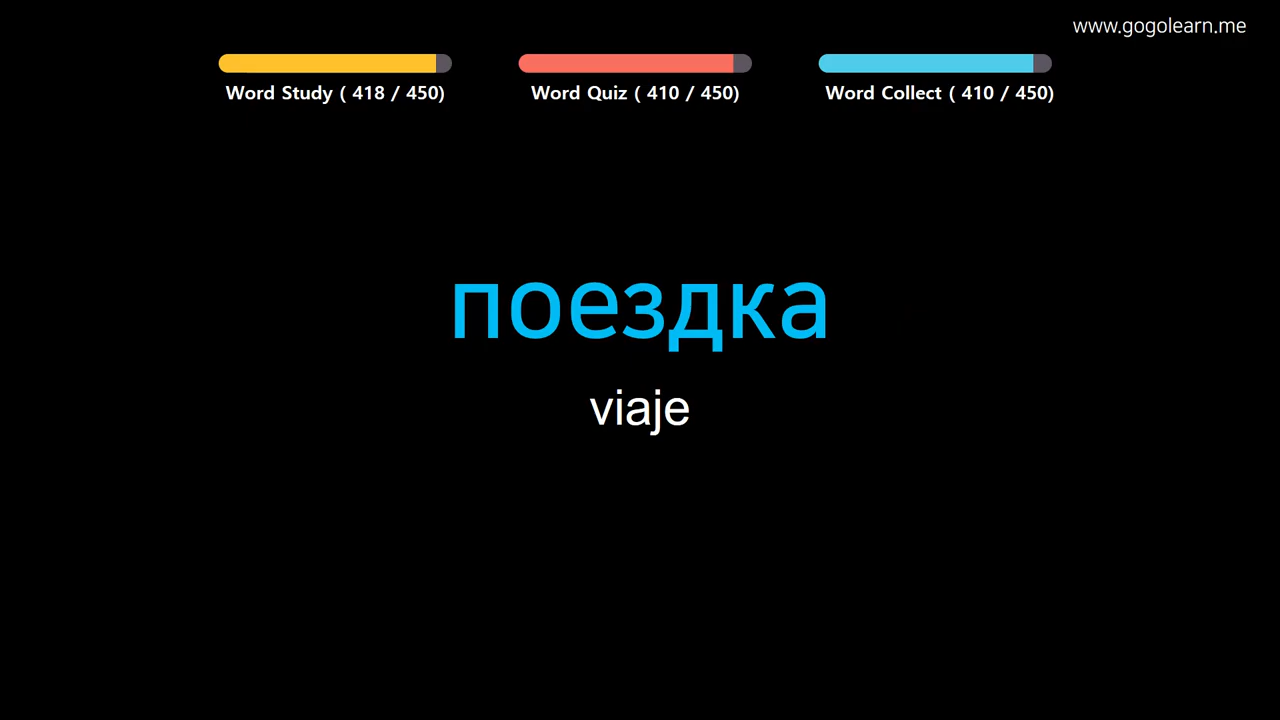 www.gogolearn.me
Word Study ( 418 / 450)
Word Quiz ( 410 / 450)
Word Collect ( 410 / 450)
поездка
viaje